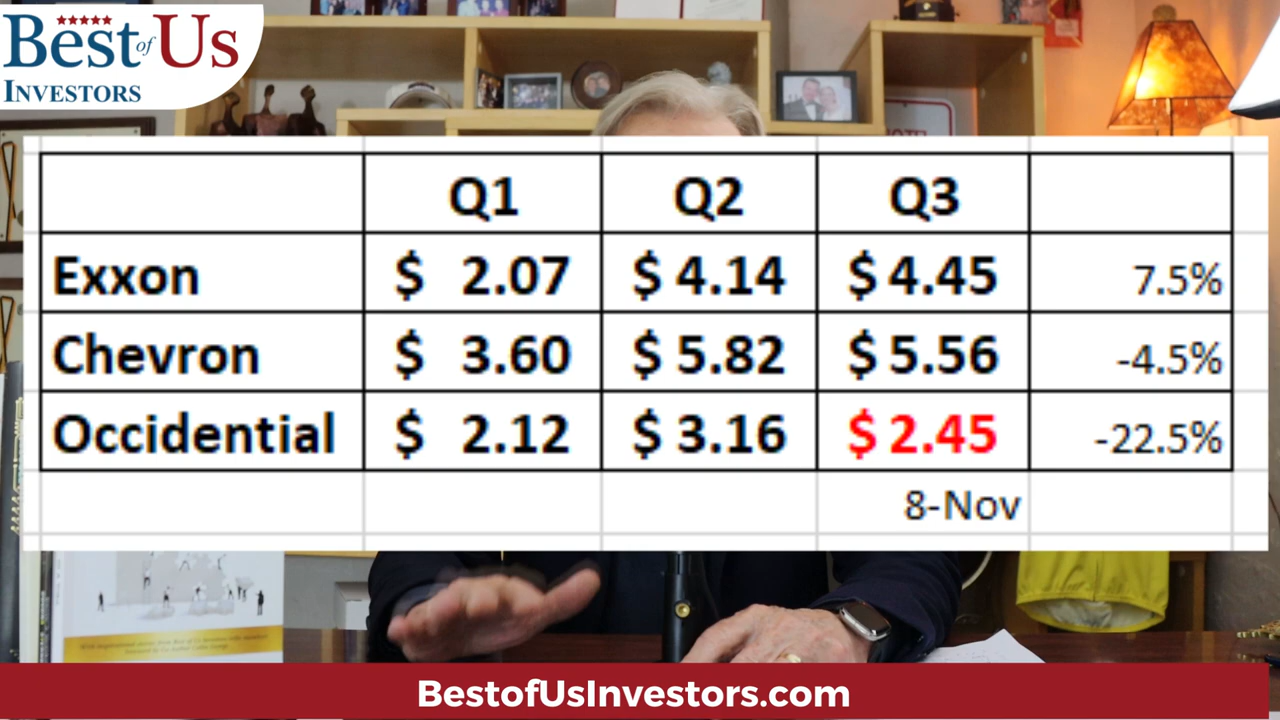 Best of Us
INVESTORS
Q1 Q2 Q3
Exxon $ 2.07 $ 4.14 $ 4.45 7.5%
Chevron $ 3.60 $ 5.82 $ 5.56 -4.5%
Occidential $ 2.12 $ 3.16 $ 2.45 -22.5%
8-Nov
BestofUsInvestors.com